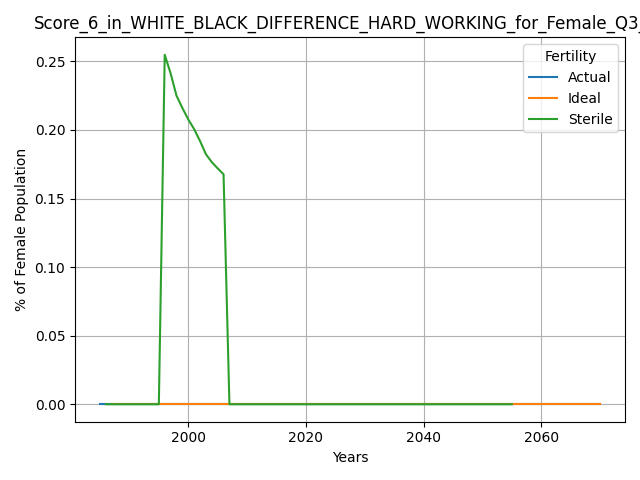 Score_6_in_WHITE_BLACK_DIFFERENCE_HARD_WORKING_for_Female_Q3_
Fertility
Actual
Ideal
Sterile
% of Female Population
0.25
0.20
0.15
0.10
0.05
0.00
2000 2020 2040 2060
Years